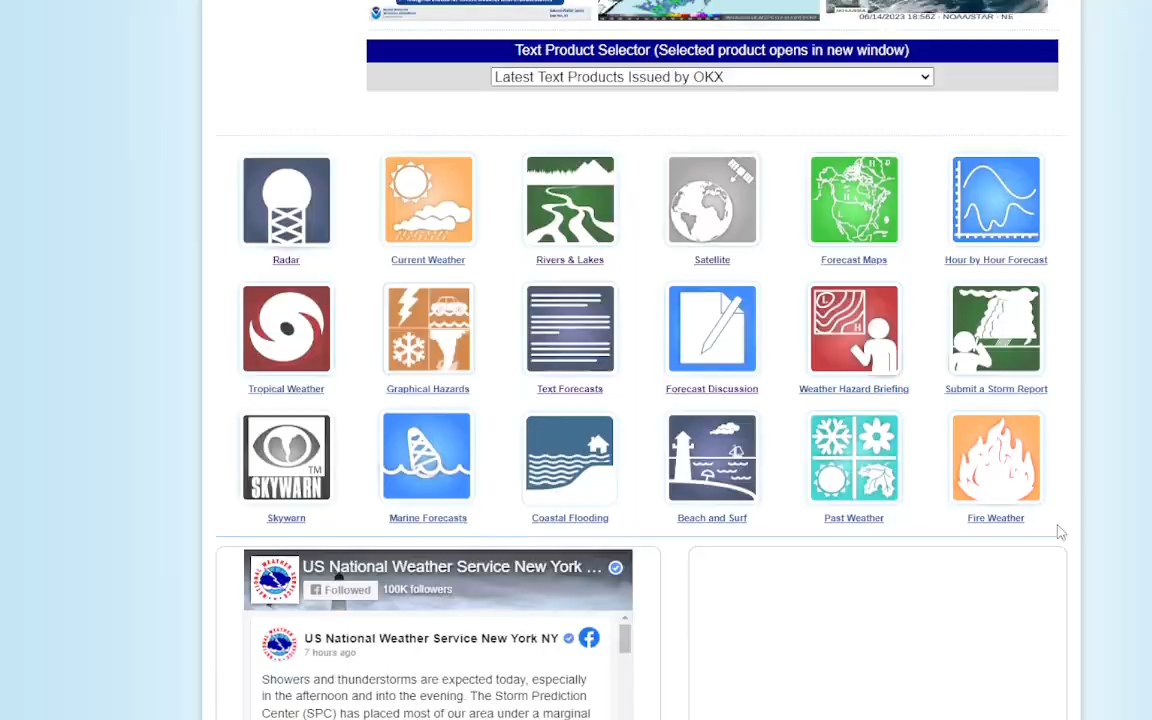 06/14/2023 18:56Z - NOAA/STAR - NE
Text Product Selector (Selected product opens in new window)
Latest Text Products Issued by OKX
Radar
Current Weather
Rivers & Lakes
Satellite
Forecast Maps
Hour by Hour Forecast
Tropical Weather
Graphical Hazards
Text Forecasts
Forecast Discussion
Weather Hazard Briefing
Submit a Storm Report
TM
SKYWARN
Skywarn
Marine Forecasts
Coastal Flooding
Beach and Surf
Past Weather
Fire Weather
US National Weather Service New York ...
Followed
100K followers
US National Weather Service New York NY
7 hours ago
Showers and thunderstorms are expected today, especially
in the afternoon and into the evening. The Storm Prediction
Center (SPC) has placed most of our area under a marginal